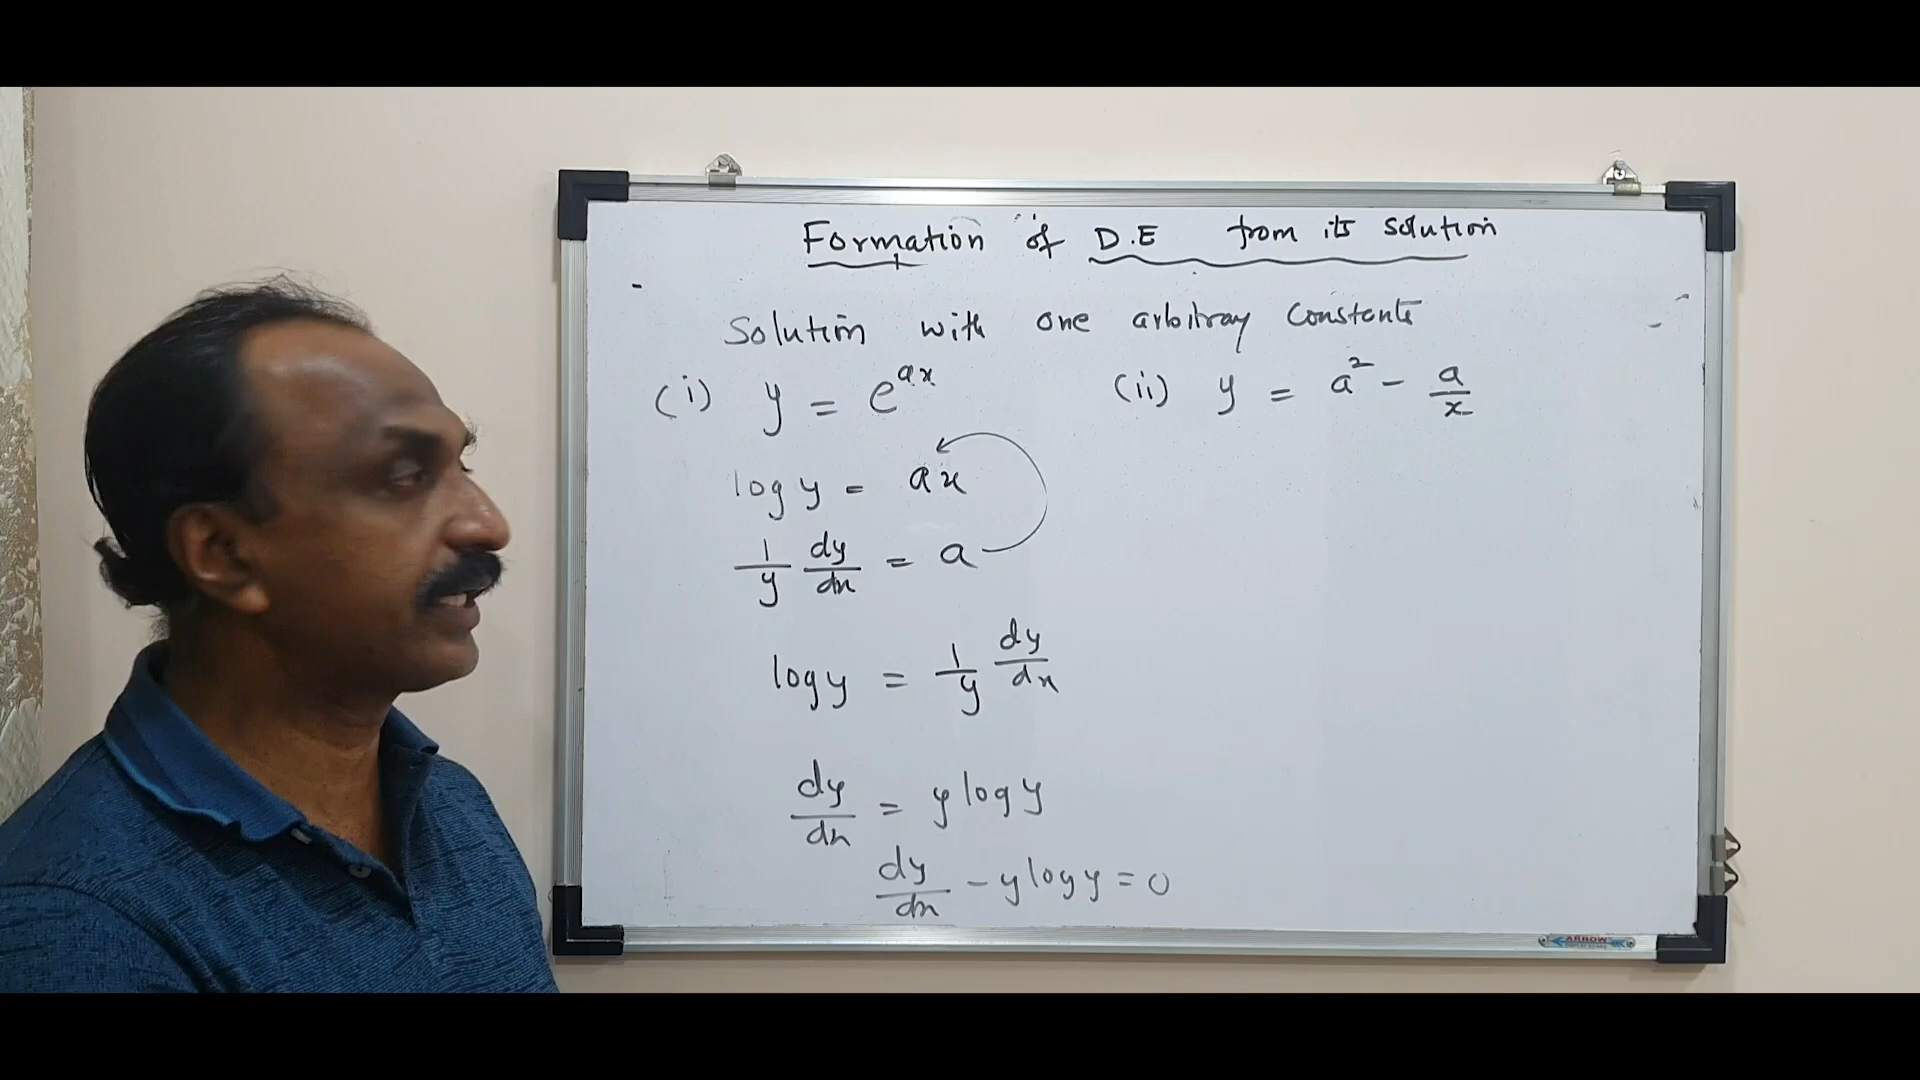 Formation of D.E from its solution
Solution with one arbitray Constants
(i) y = e^{ax}
log y = ax
1/y dy/dx = a
log y = 1/y dy/dx
dy/dx = y log y
dy/dx - y log y = 0
(ii) y = a² - a/x
ARROW